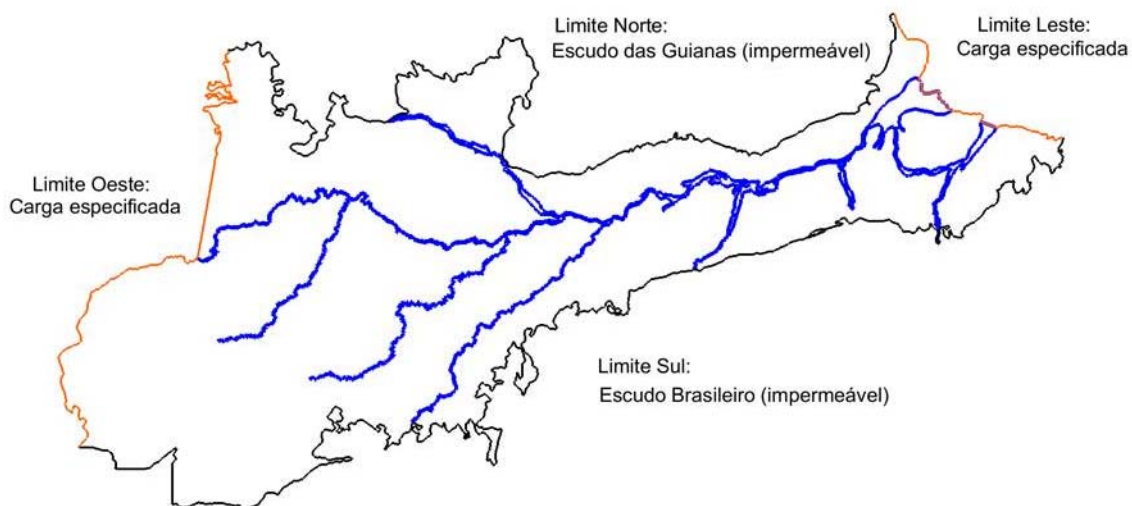 Limite Norte:
Escudo das Guianas (impermeável)
Limite Leste:
Carga especificada
Limite Oeste:
Carga especificada
Limite Sul:
Escudo Brasileiro (impermeável)